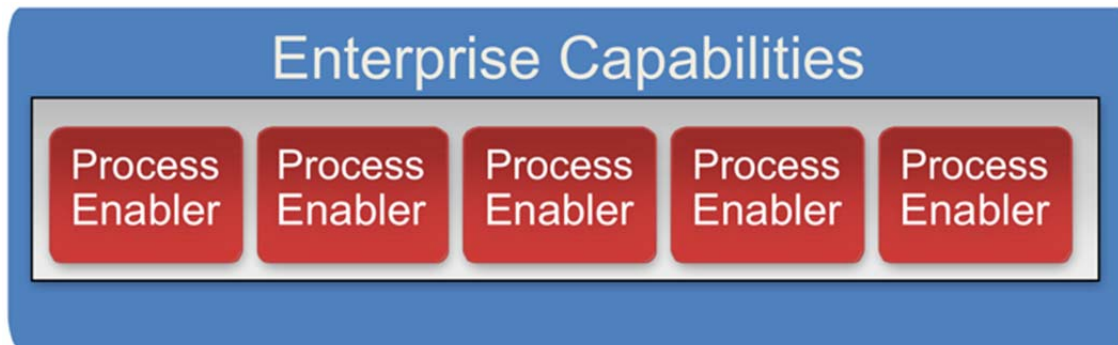 Enterprise Capabilities
Process Process Process Process Process
Enabler Enabler Enabler Enabler Enabler